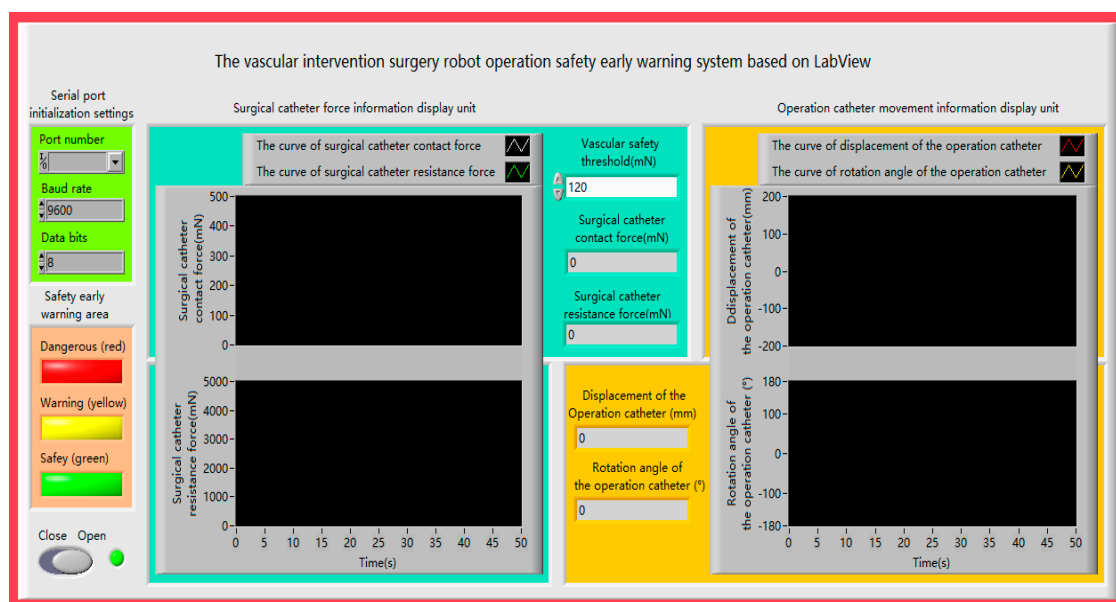 The vascular intervention surgery robot operation safety early warning system based on LabView
Serial port
initialization settings
Port number
I/0
Baud rate
9600
Data bits
8
Safety early
warning area
Dangerous (red)
Warning (yellow)
Safey (green)
Close Open
Surgical catheter force information display unit
The curve of surgical catheter contact force
The curve of surgical catheter resistance force
Surgical catheter
contact force(mN)
500
400
300
200
100
0
Surgical catheter
resistance force(mN)
5000
4000
3000
2000
1000
0
0 5 10 15 20 25 30 35 40 45 50
Time(s)
Vascular safety
threshold(mN)
120
Surgical catheter
contact force(mN)
0
Surgical catheter
resistance force(mN)
0
Displacement of the
Operation catheter (mm)
0
Rotation angle of
the operation catheter (°)
0
Operation catheter movement information display unit
The curve of displacement of the operation catheter
The curve of rotation angle of the operation catheter
Ddisplacement of
the operation catheter(mm)
200
100
0
-100
-200
Rotation angle of
the operation catheter (°)
180
100
0
-100
-180
0 5 10 15 20 25 30 35 40 45 50
Time(s)